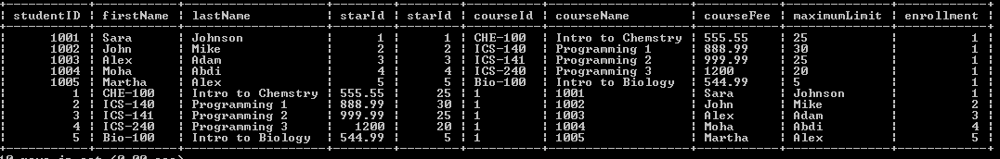 studentID | firstName | lastName | starId | starId | courseId | courseName | courseFee | maximumLimit | enrollment
1001 | Sara | Johnson | 1 | 1 | CHE-100 | Intro to Chemstry | 555.55 | 25 | 1
1002 | John | Mike | 2 | 2 | ICS-140 | Programming 1 | 888.99 | 30 | 1
1003 | Alex | Adam | 3 | 3 | ICS-141 | Programming 2 | 999.99 | 25 | 1
1004 | Moha | Abdi | 4 | 4 | ICS-240 | Programming 3 | 1200 | 20 | 1
1005 | Martha | Alex | 5 | 5 | Bio-100 | Intro to Biology | 544.99 | 5 | 1
1 | CHE-100 | Intro to Chemstry | 555.55 | 25 | 1 | 1001 | Sara | Johnson | 1
2 | ICS-140 | Programming 1 | 888.99 | 30 | 1 | 1002 | John | Mike | 2
3 | ICS-141 | Programming 2 | 999.99 | 25 | 1 | 1003 | Alex | Adam | 3
4 | ICS-240 | Programming 3 | 1200 | 20 | 1 | 1004 | Moha | Abdi | 4
5 | Bio-100 | Intro to Biology | 544.99 | 5 | 1 | 1005 | Martha | Alex | 5
10 rows in set (0.00 sec)